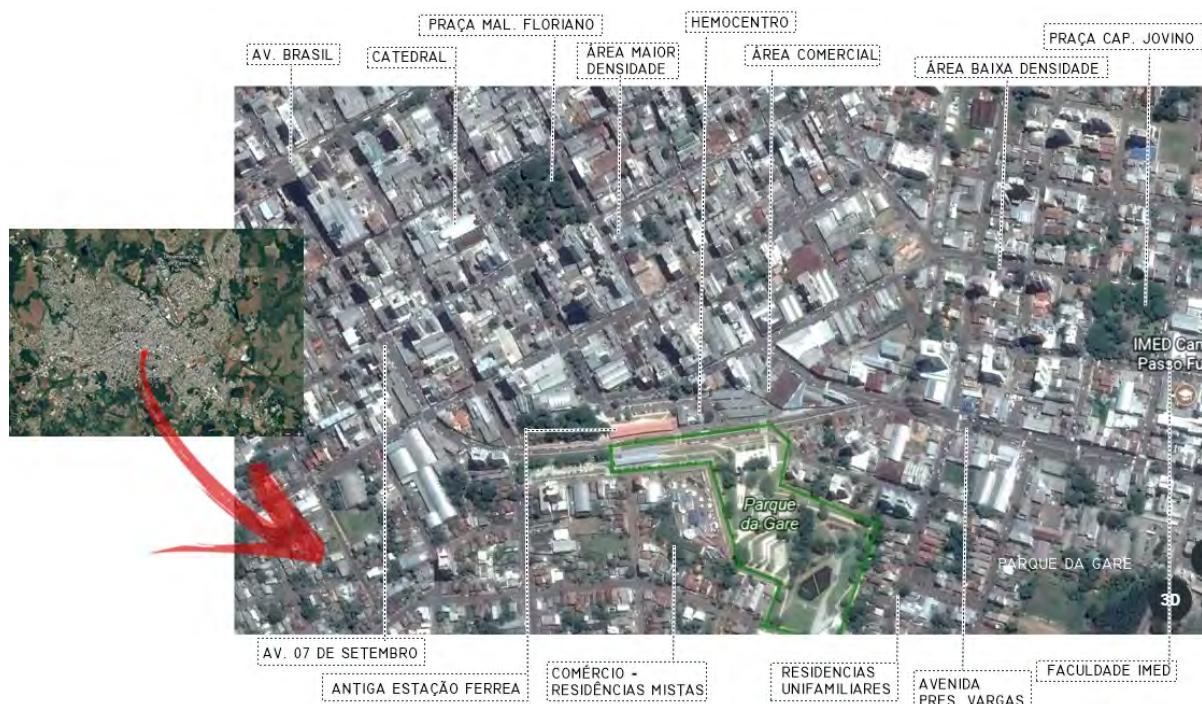 PRAÇA MAL. FLORIANO
HEMOCENTRO
PRAÇA CAP. JOVINO
AV. BRASIL
CATEDRAL
ÁREA MAIOR
DENSIDADE
ÁREA COMERCIAL
ÁREA BAIXA DENSIDADE
IMED Cam
Passo Fu
Parque
da Gare
PARQUE DA GARE
3D
AV. 07 DE SETEMBRO
ANTIGA ESTAÇÃO FERREA
COMÉRCIO -
RESIDÊNCIAS MISTAS
RESIDENCIAS
UNIFAMILIARES
AVENIDA
PRES. VARGAS
FACULDADE IMED